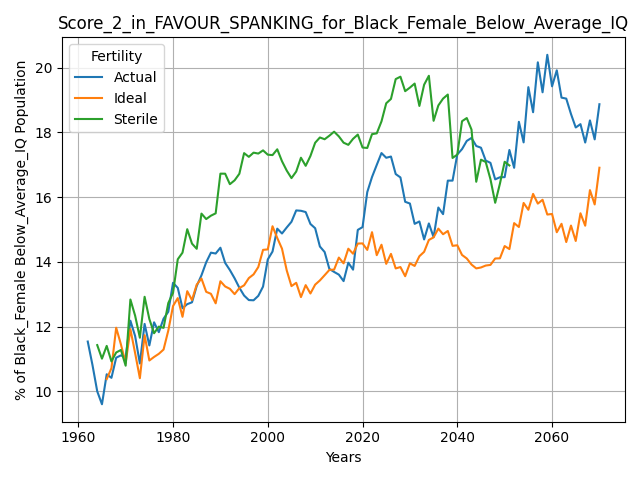 Score_2_in_FAVOUR_SPANKING_for_Black_Female_Below_Average_IQ
Fertility
Actual
Ideal
Sterile
% of Black_Female Below_Average_IQ Population
20
18
16
14
12
10
1960
1980
2000
2020
2040
2060
Years